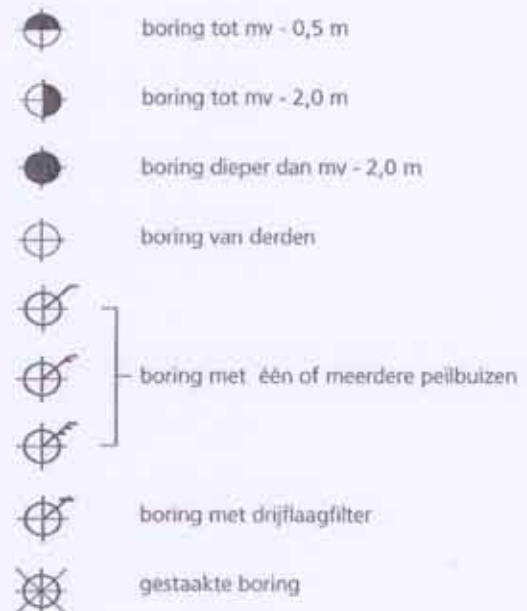 boring tot mv - 0,5 m
boring tot mv - 2,0 m
boring dieper dan mv - 2,0 m
boring van derden
boring met één of meerdere peilbuizen
boring met drijflaagfilter
gestaakte boring